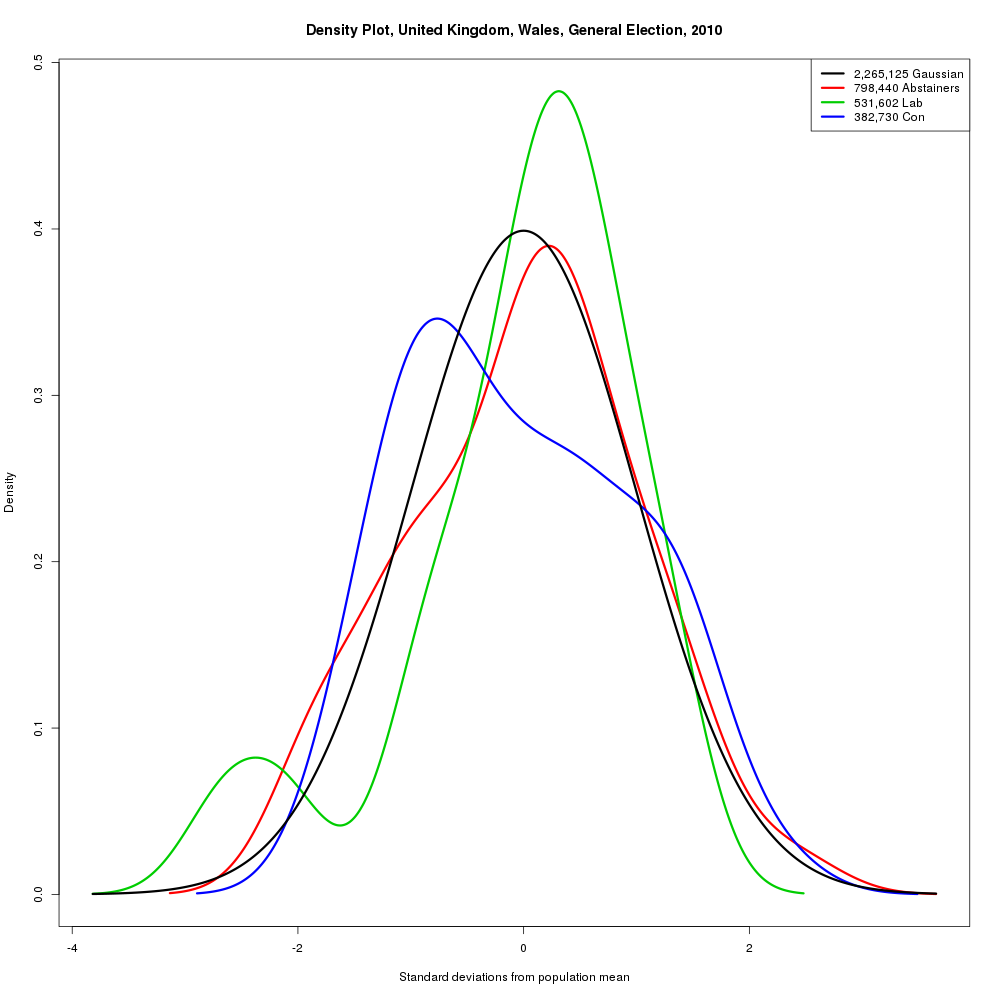 Density Plot, United Kingdom, Wales, General Election, 2010
2,265,125 Gaussian
798,440 Abstainers
531,602 Lab
382,730 Con
0.5
0.4
0.3
0.2
0.1
0.0
Density
-4
-2
0
2
Standard deviations from population mean